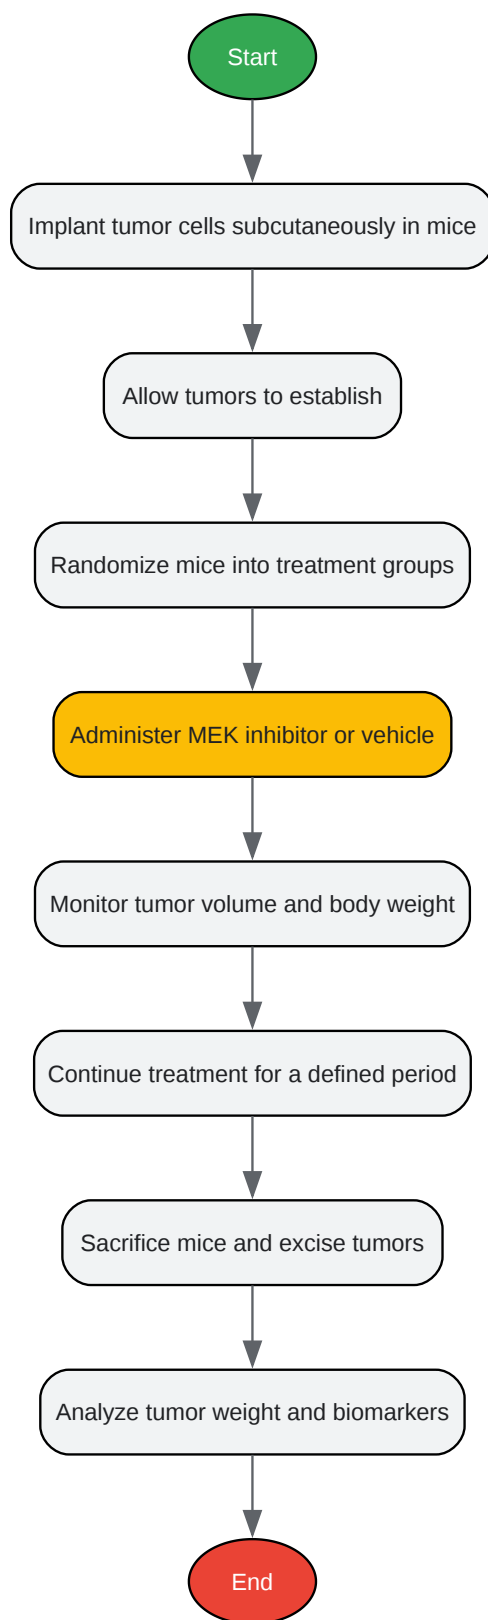 Start
Implant tumor cells subcutaneously in mice
Allow tumors to establish
Randomize mice into treatment groups
Administer MEK inhibitor or vehicle
Monitor tumor volume and body weight
Continue treatment for a defined period
Sacrifice mice and excise tumors
Analyze tumor weight and biomarkers
End